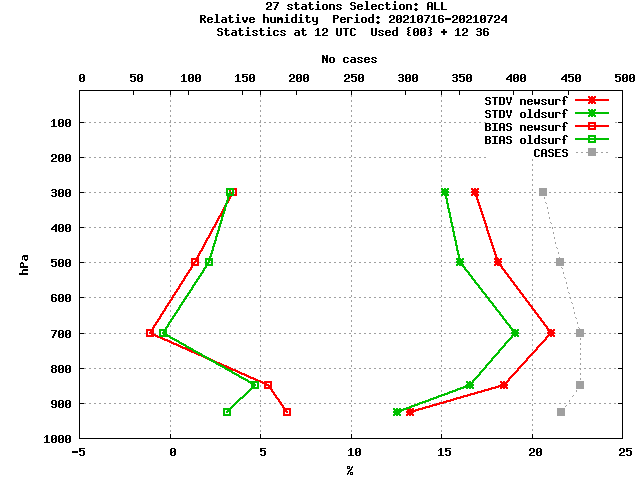 27 stations Selection: ALL
Relative humidity  Period: 20210716-20210724
Statistics at 12 UTC  Used {00} + 12 36
No cases
0 50 100 150 200 250 300 350 400 450 500
STDV newsurf
STDV oldsurf
BIAS newsurf
BIAS oldsurf
CASES
100
200
300
400
500
600
700
800
900
1000
hPa
-5 0 5 10 15 20 25
%